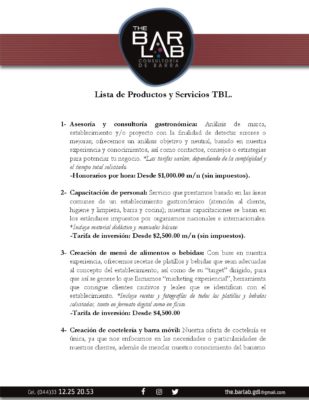 THE
BAR
LAB
CONSULTORÍA
DE BARRA
Lista de Productos y Servicios TBL.
1- Asesoría y consultoría gastronómica: Análisis de marca,
establecimiento y/o proyecto con la finalidad de detectar errores o
mejoras, ofrecemos un análisis objetivo y neutral, basado en nuestra
experiencia y conocimientos, así como contactos, consejos o estrategias
para potenciar tu negocio. *Las tarifas varían, dependiendo de la complejidad y
el tiempo total solicitado.
-Honorarios por hora: Desde $1,000.00 m/n (sin impuestos).
2- Capacitación de personal: Servicio que prestamos basado en las áreas
comunes de un establecimiento gastronómico (atención al cliente,
higiene y limpieza, barra y cocina), nuestras capacitaciones se basan en
los estándares impuestos por organismos nacionales e internacionales.
*Incluye material didáctico y manuales básicos
-Tarifa de inversión: Desde $2,500.00 m/n (sin impuestos).
3- Creación de menú de alimentos o bebidas: Con base en nuestra
experiencia, ofrecemos recetas de platillos y bebidas que sean adecuadas
al concepto del establecimiento, así como de su "target" dirigido, para
que así se genere lo que llamamos "marketing experiencial", herramienta
que consigue clientes cautivos y leales que se identifican con el
establecimiento. *Incluye recetas y fotografías de todos los platillos y bebidas
solicitados, tanto en formato digital como en físico.
-Tarifa de inversión: Desde $4,500.00
4- Creación de coctelería y barra móvil: Nuestra oferta de coctelería es
única, ya que nos enfocamos en las necesidades o particularidades de
nuestros clientes, además de mezclar nuestro conocimiento del barismo
Cel. (044)33 12.25 20.53
the.barlab.gdl@gmail.com